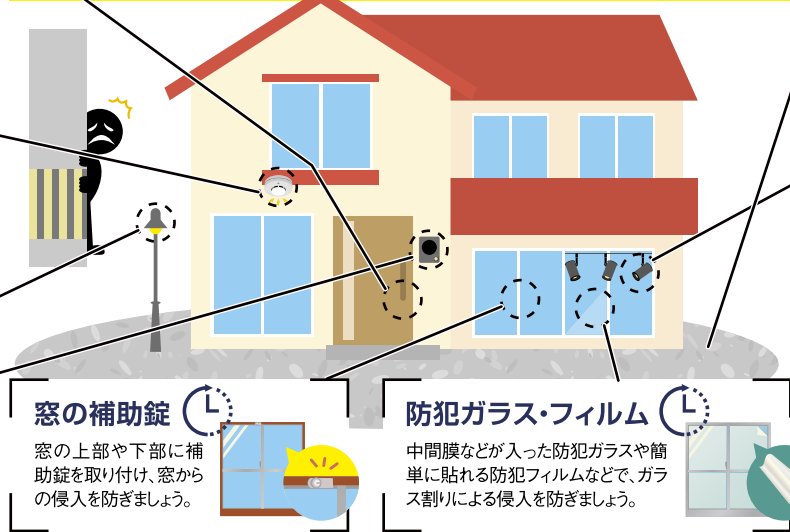 窓の補助錠
窓の上部や下部に補
助錠を取り付け、窓から
の侵入を防ぎましょう。
防犯ガラス・フィルム
中間膜などが入った防犯ガラスや簡
単に貼れる防犯フィルムなどで、ガラ
ス割りによる侵入を防ぎましょう。